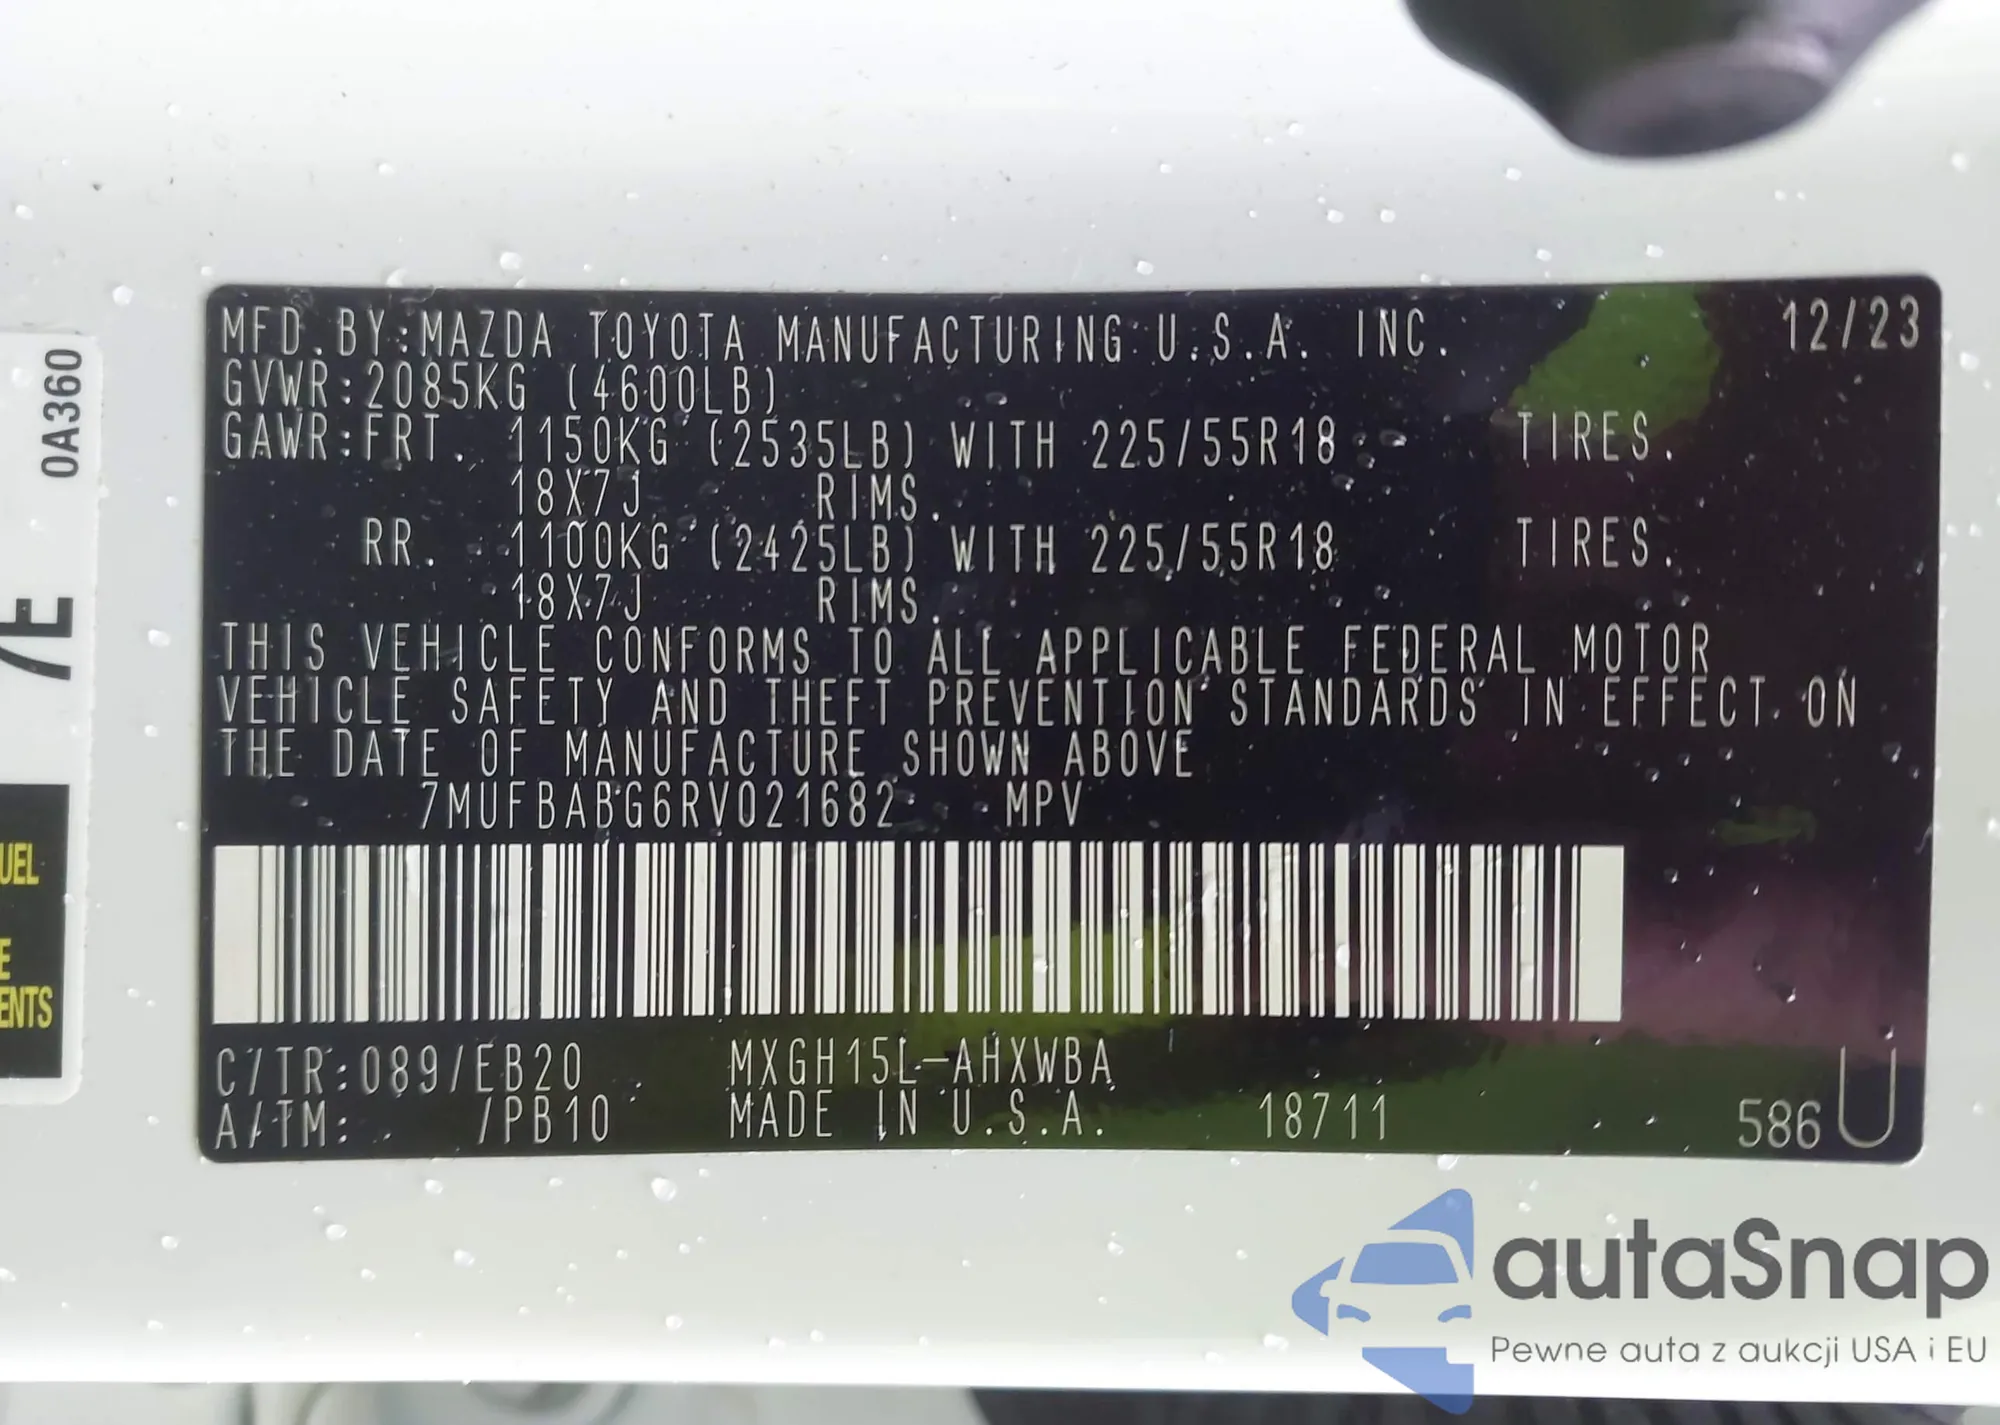 MFD.BY:MAZDA TOYOTA MANUFACTURING U.S.A. INC. 12/23
GVWR:2085KG (4600LB)
GAWR:FRT. 1150KG (2535LB) WITH 225/55R18 TIRES.
18X7J RIMS.
RR. 1100KG (2425LB) WITH 225/55R18 TIRES.
18X7J RIMS.
THIS VEHICLE CONFORMS TO ALL APPLICABLE FEDERAL MOTOR
VEHICLE SAFETY AND THEFT PREVENTION STANDARDS IN EFFECT ON
THE DATE OF MANUFACTURE SHOWN ABOVE
7MUFBABG6RV021682 MPV
C/TR:089/EB20 MXGH15L-AHXWBA
A/TM: /PB10 MADE IN U.S.A. 18711 586 U
0A360
7E
UEL
E
ENTS
autaSnap
Pewne auta z aukcji USA i EU